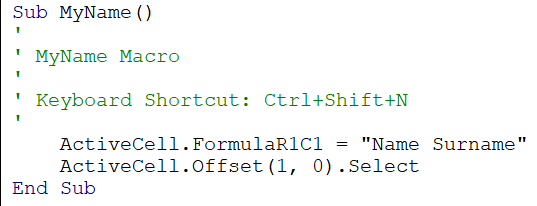 Sub MyName()
'
' MyName Macro
'
' Keyboard Shortcut: Ctrl+Shift+N
'
    ActiveCell.FormulaR1C1 = "Name Surname"
    ActiveCell.Offset(1, 0).Select
End Sub